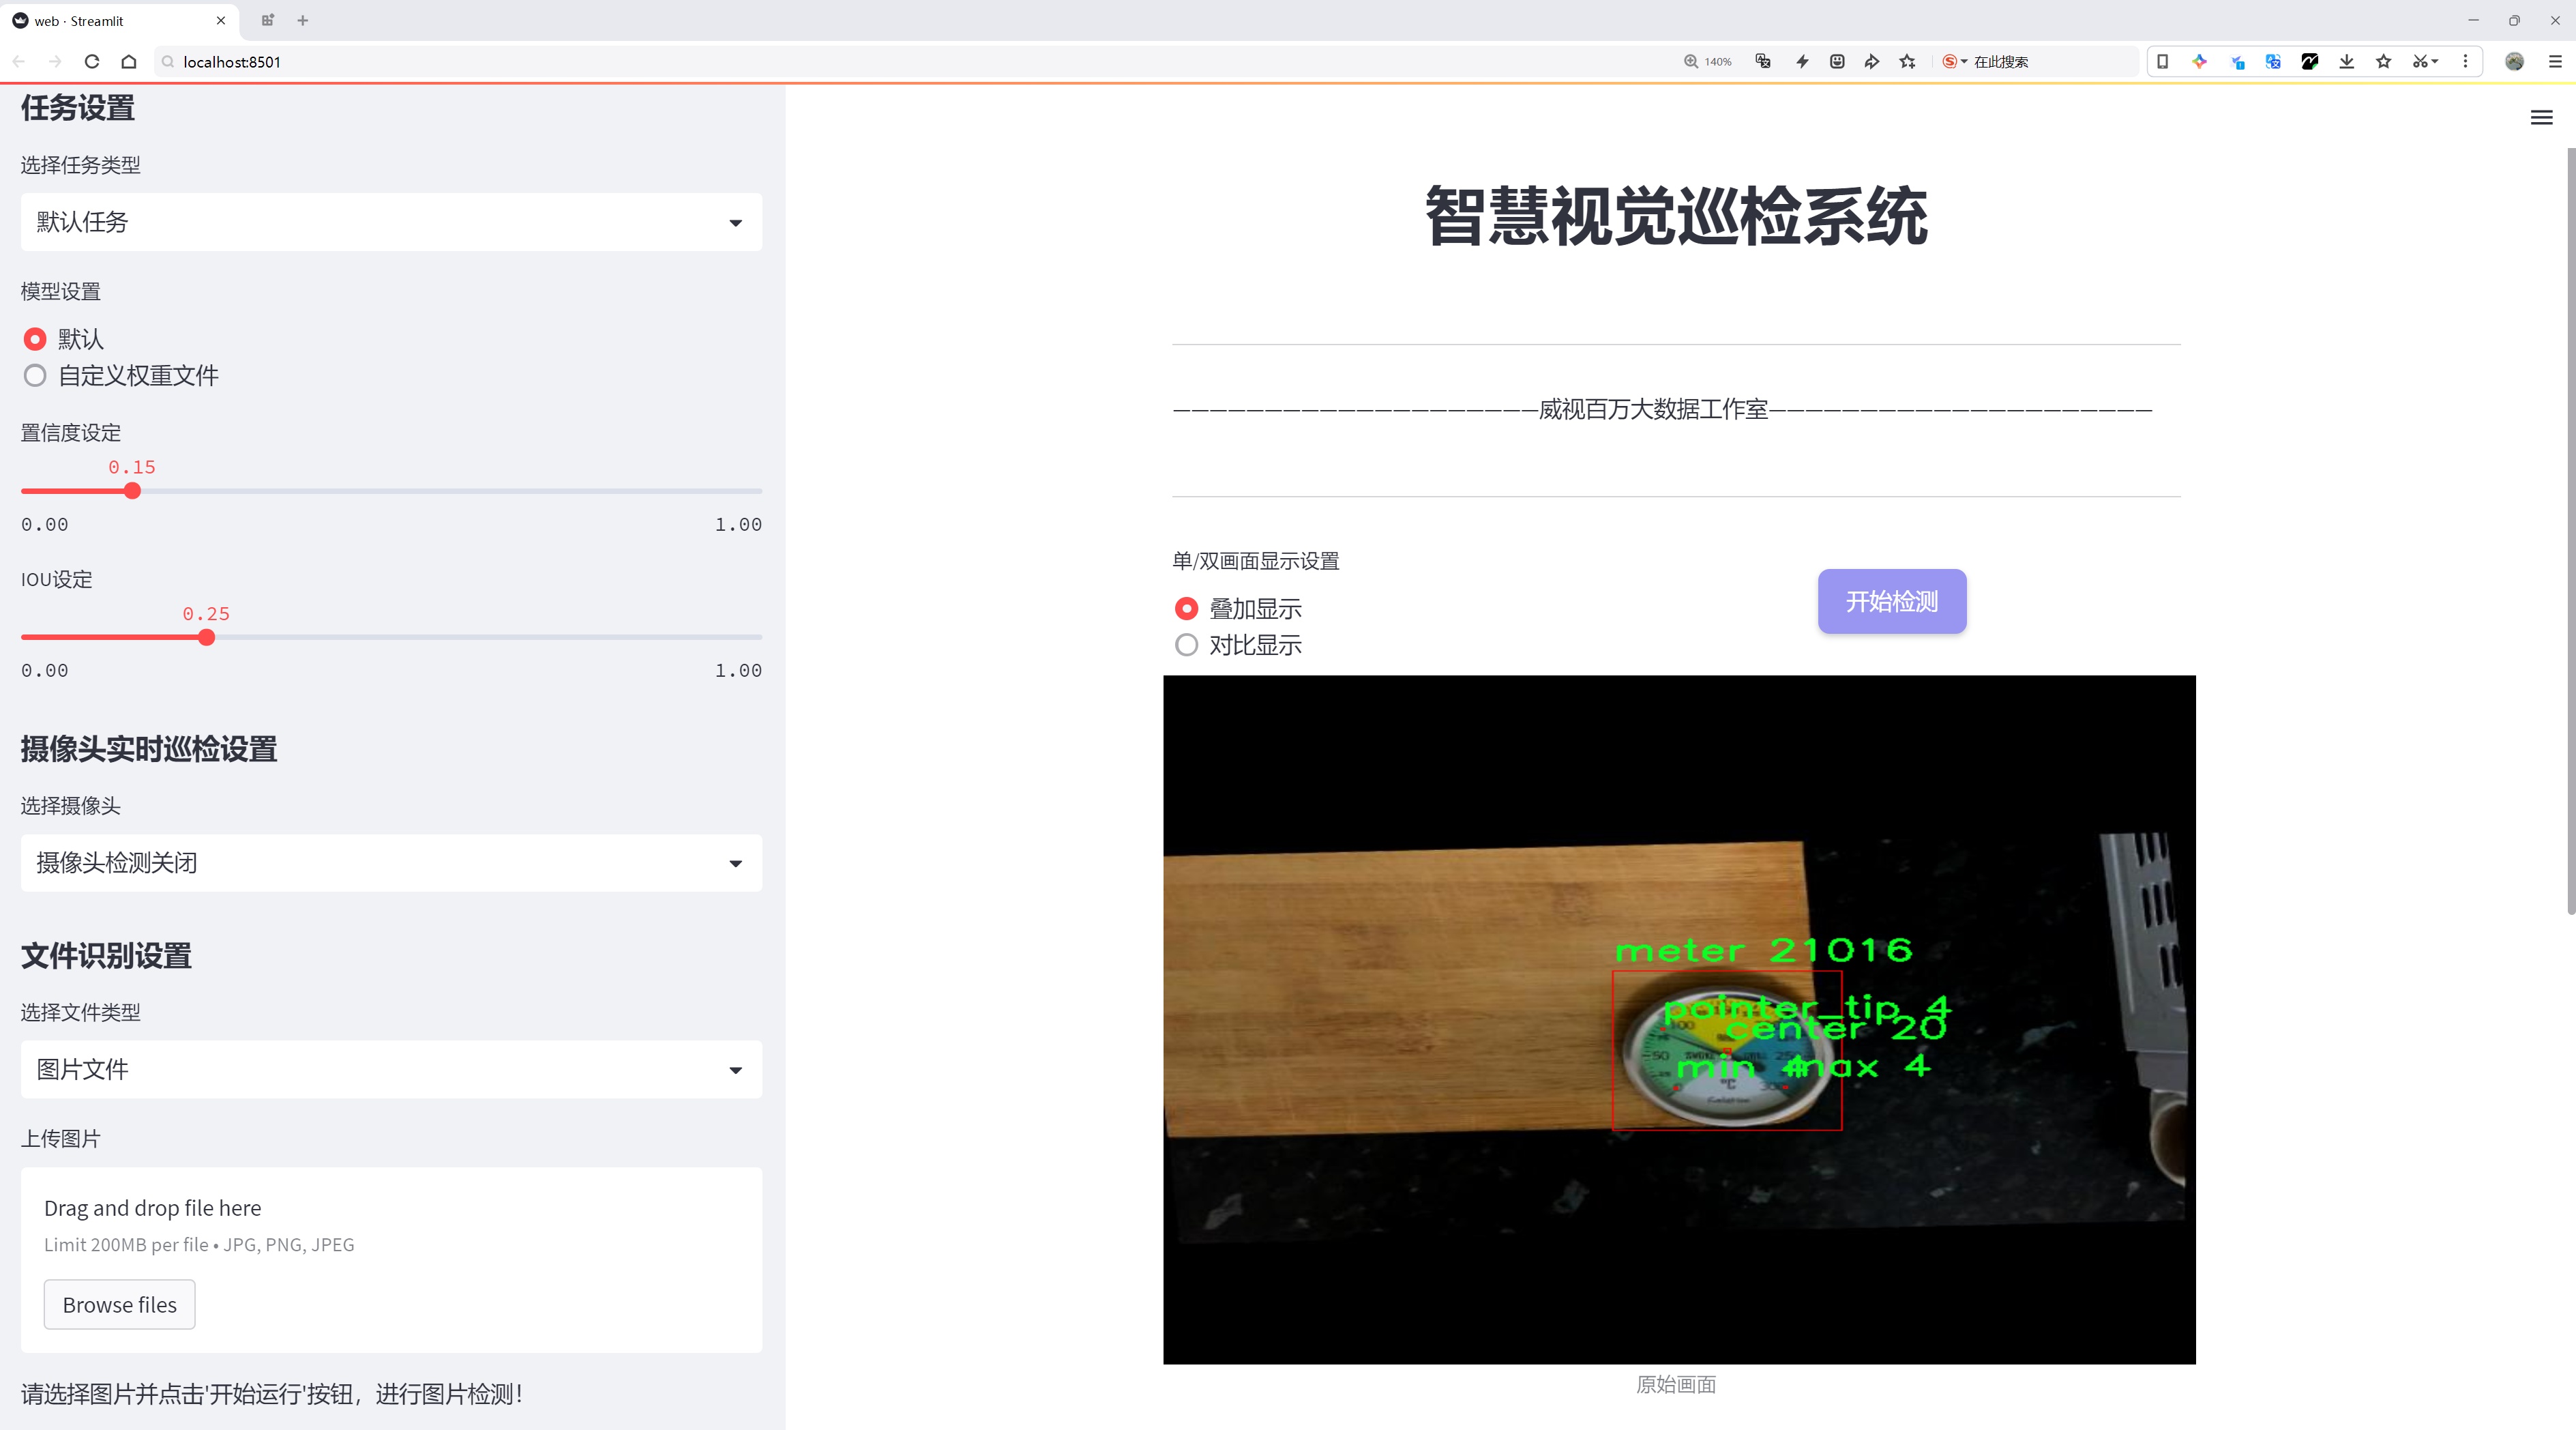 web · Streamlit
localhost:8501
140%
在此搜索
任务设置
选择任务类型
默认任务
模型设置
默认
自定义权重文件
置信度设定
0.15
0.00
1.00
IOU设定
0.25
0.00
1.00
摄像头实时巡检设置
选择摄像头
摄像头检测关闭
文件识别设置
选择文件类型
图片文件
上传图片
Drag and drop file here
Limit 200MB per file • JPG, PNG, JPEG
Browse files
请选择图片并点击'开始运行'按钮，进行图片检测！
智慧视觉巡检系统
————————————————————威视百万大数据工作室—————————————————————
单/双画面显示设置
叠加显示
对比显示
开始检测
meter 21016
pointer_tip 4
center 20
min
max 4
50
°C
原始画面